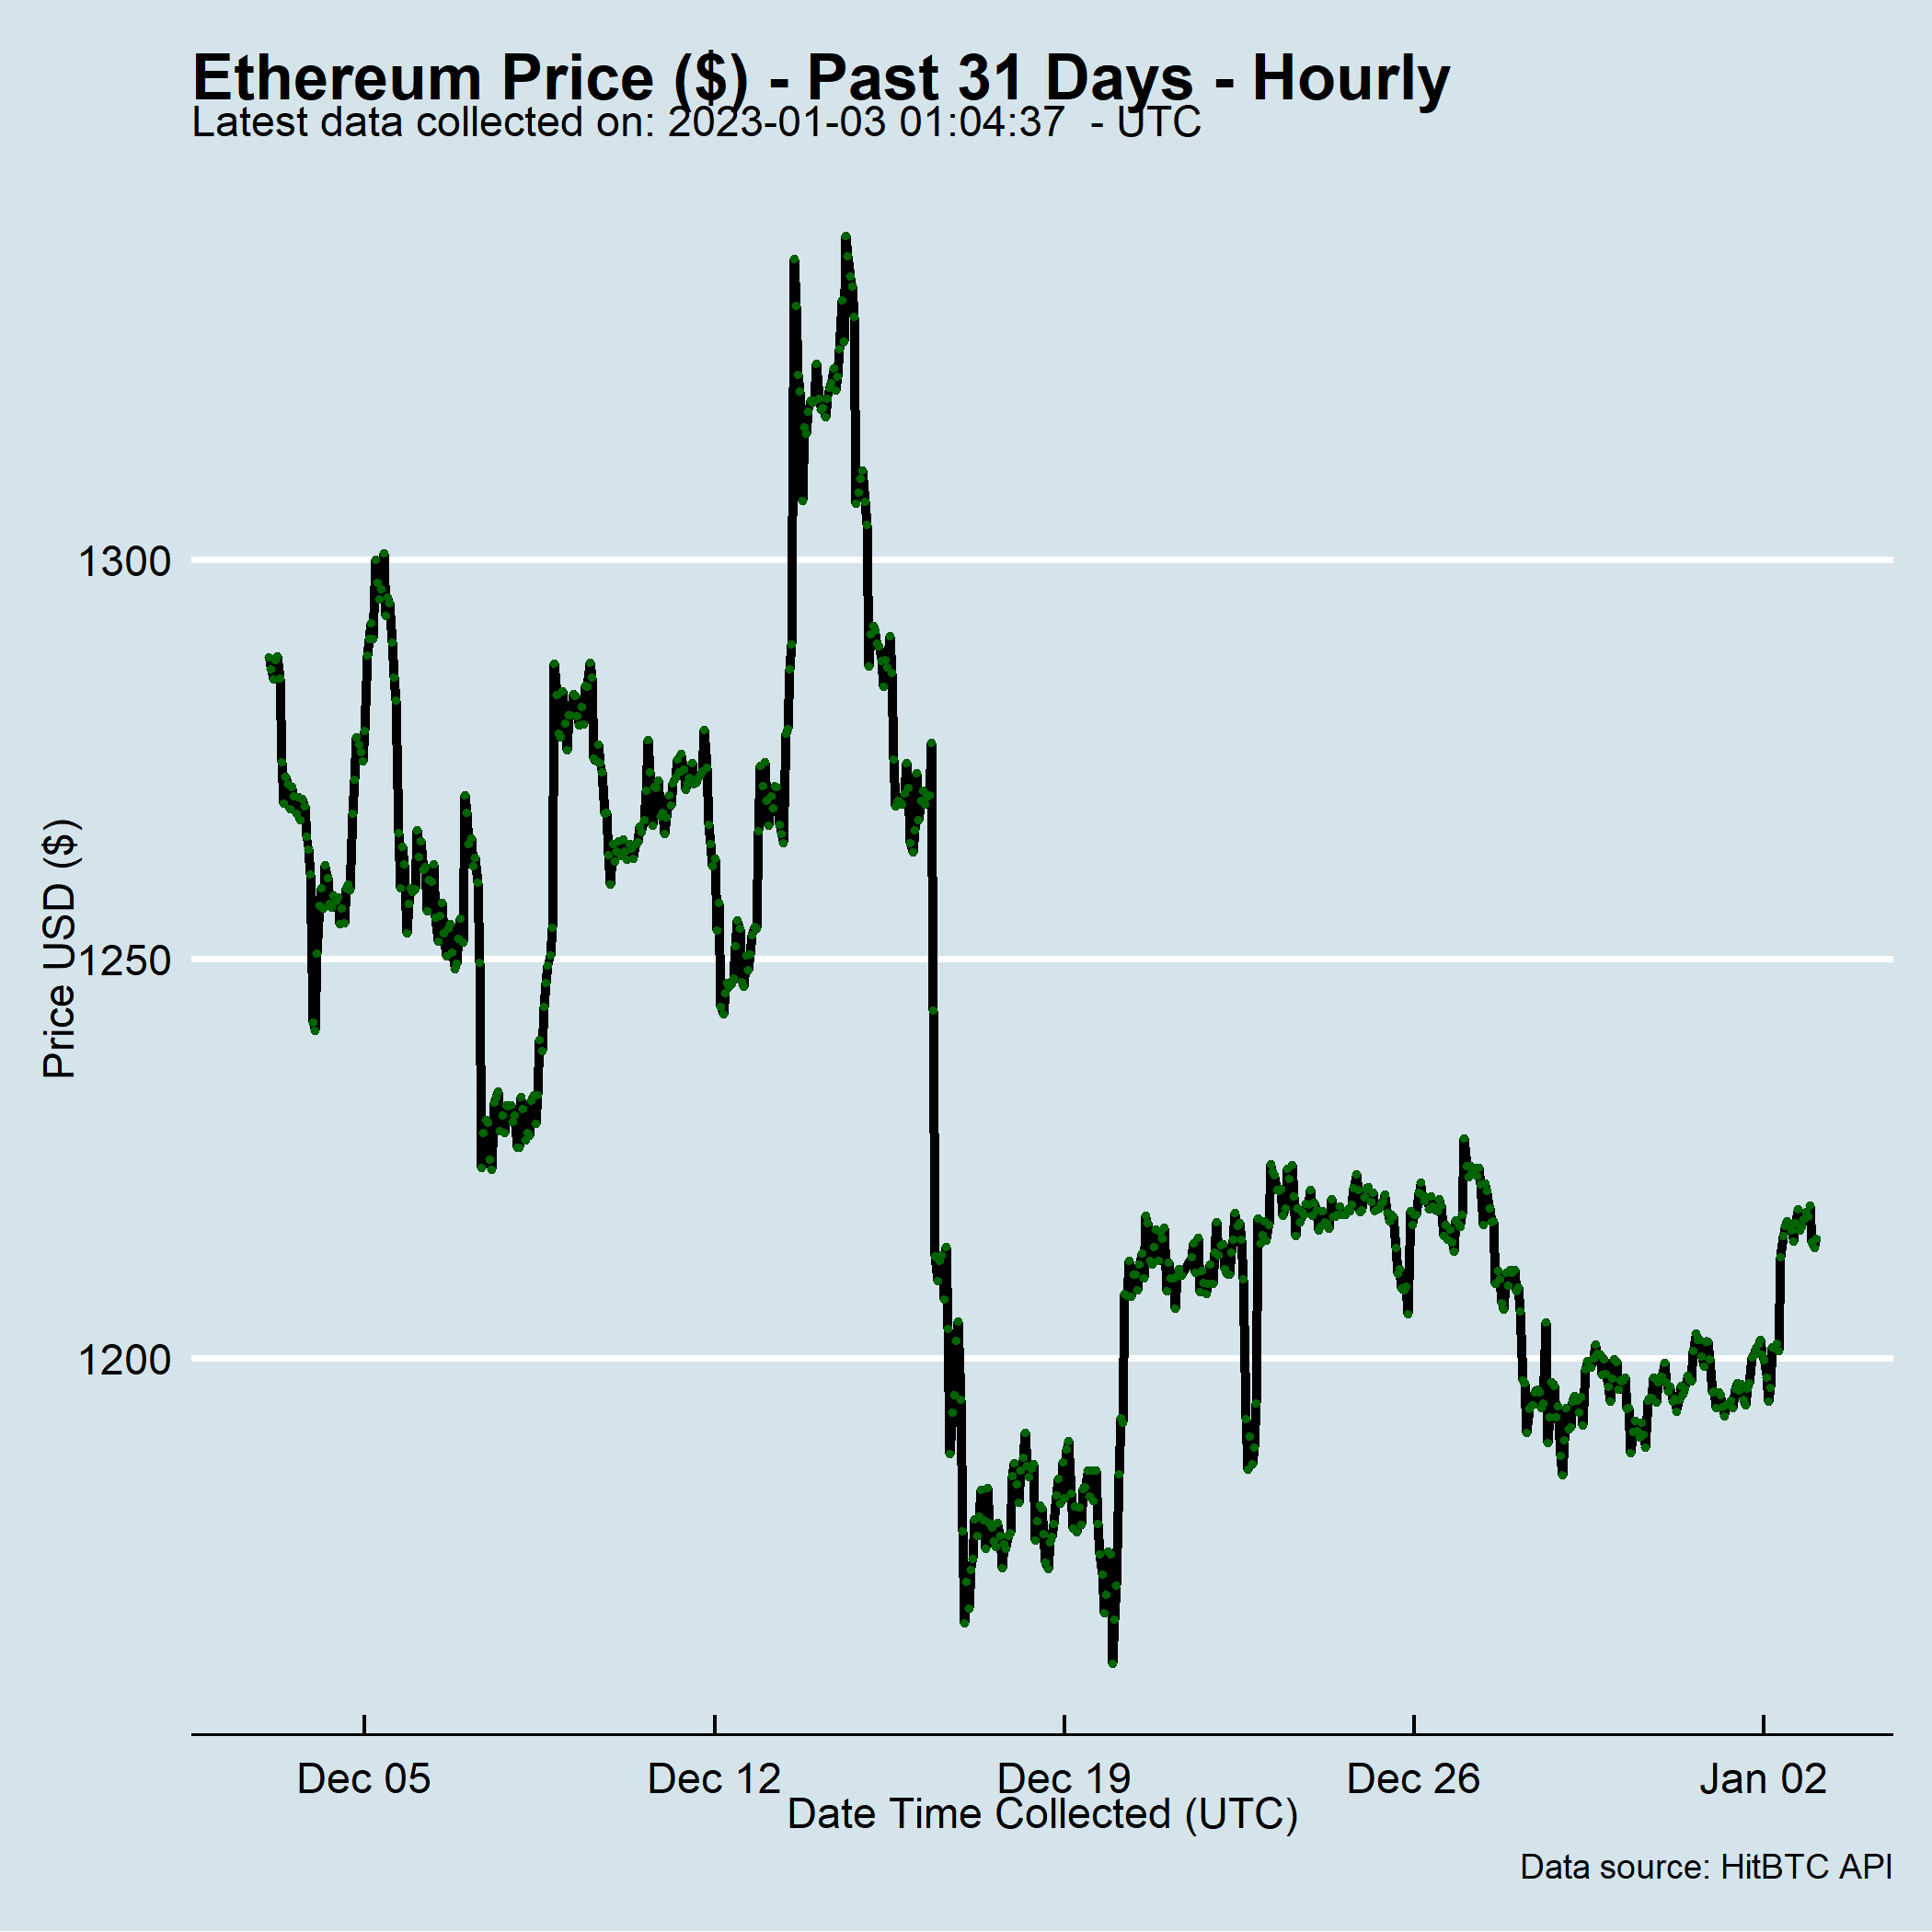 Ethereum Price ($) - Past 31 Days - Hourly
Latest data collected on: 2023-01-03 01:04:37  - UTC
1300
1250
1200
Price USD ($)
Dec 05
Dec 12
Dec 19
Dec 26
Jan 02
Date Time Collected (UTC)
Data source: HitBTC API